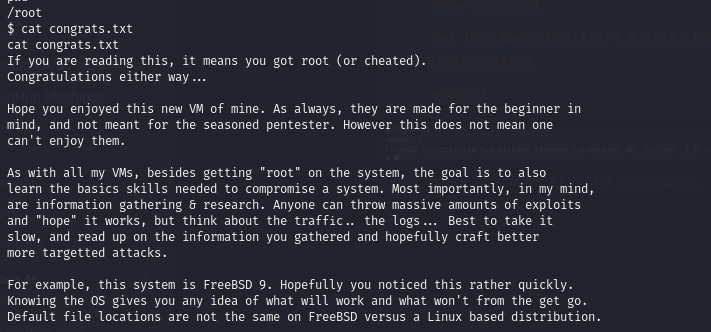 /root
$ cat congrats.txt
cat congrats.txt
If you are reading this, it means you got root (or cheated).
Congratulations either way...
Hope you enjoyed this new VM of mine. As always, they are made for the beginner in
mind, and not meant for the seasoned pentester. However this does not mean one
can't enjoy them.
As with all my VMs, besides getting "root" on the system, the goal is to also
learn the basics skills needed to compromise a system. Most importantly, in my mind,
are information gathering & research. Anyone can throw massive amounts of exploits
and "hope" it works, but think about the traffic.. the logs... Best to take it
slow, and read up on the information you gathered and hopefully craft better
more targetted attacks.
For example, this system is FreeBSD 9. Hopefully you noticed this rather quickly.
Knowing the OS gives you any idea of what will work and what won't from the get go.
Default file locations are not the same on FreeBSD versus a Linux based distribution.